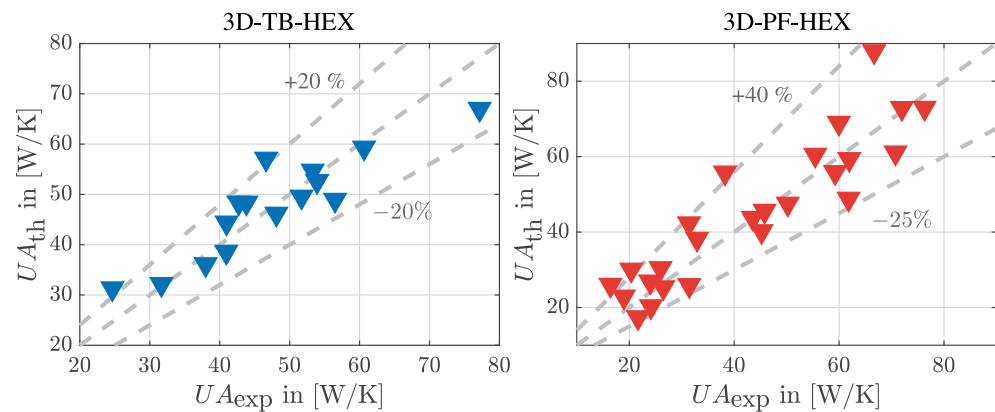 3D-TB-HEX
80
70
60
50
40
30
20
20 30 40 50 60 70 80
UA_th in [W/K]
UA_exp in [W/K]
+20 %
−20%
3D-PF-HEX
80
60
40
20
20 40 60 80
UA_th in [W/K]
UA_exp in [W/K]
+40 %
−25%